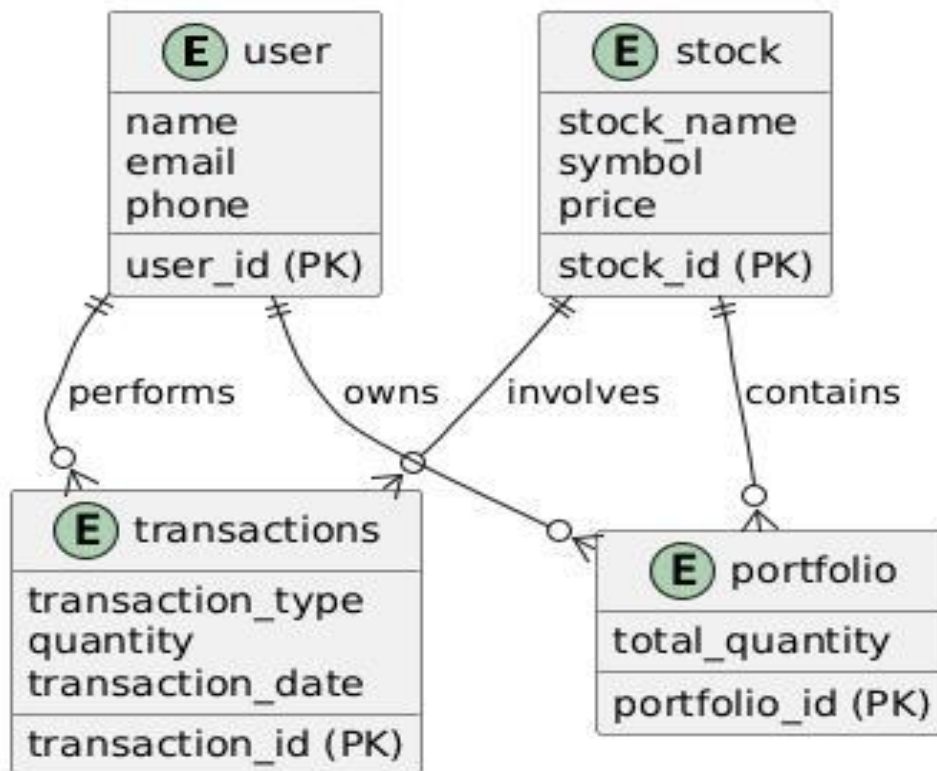 E user
name
email
phone
user_id (PK)
E stock
stock_name
symbol
price
stock_id (PK)
performs
owns
involves
contains
E transactions
transaction_type
quantity
transaction_date
transaction_id (PK)
E portfolio
total_quantity
portfolio_id (PK)